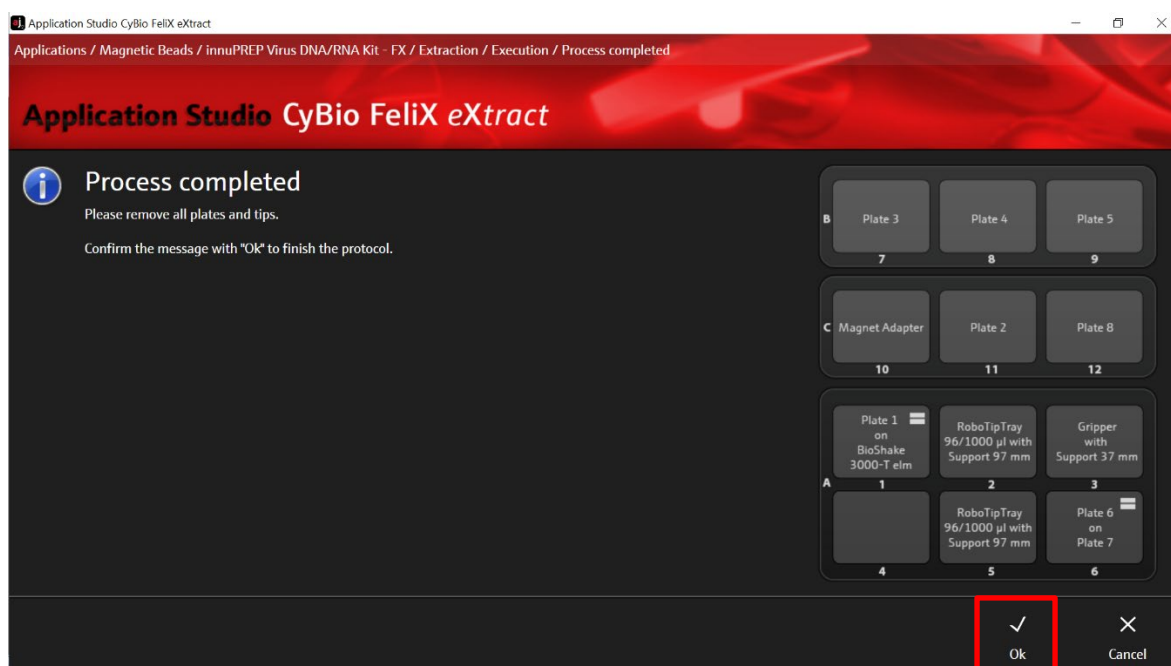 Application Studio CyBio FeliX eXtract
Applications / Magnetic Beads / innuPREP Virus DNA/RNA Kit - FX / Extraction / Execution / Process completed
Application Studio CyBio FeliX eXtract
Process completed
Please remove all plates and tips.
Confirm the message with "Ok" to finish the protocol.
B
Plate 3
7
Plate 4
8
Plate 5
9
C
Magnet Adapter
10
Plate 2
11
Plate 8
12
A
Plate 1
on
BioShake
3000-T elm
1
RoboTipTray
96/1000 µl with
Support 97 mm
2
Gripper
with
Support 37 mm
3
4
RoboTipTray
96/1000 µl with
Support 97 mm
5
Plate 6
on
Plate 7
6
Ok
Cancel